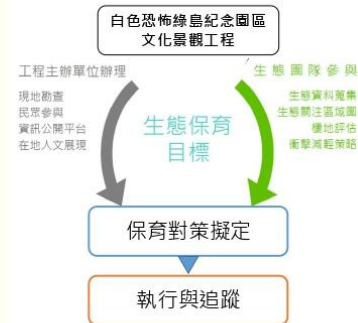 白色恐怖綠島紀念園區
文化景觀工程
工程主辦單位辦理
現地勘查
民眾參與
資訊公開平台
在地人文展現
生態團隊參與
生態資料蒐集
生態關注區域圖
棲地評估
衝擊減輕策略
生態保育
目標
保育對策擬定
執行與追蹤